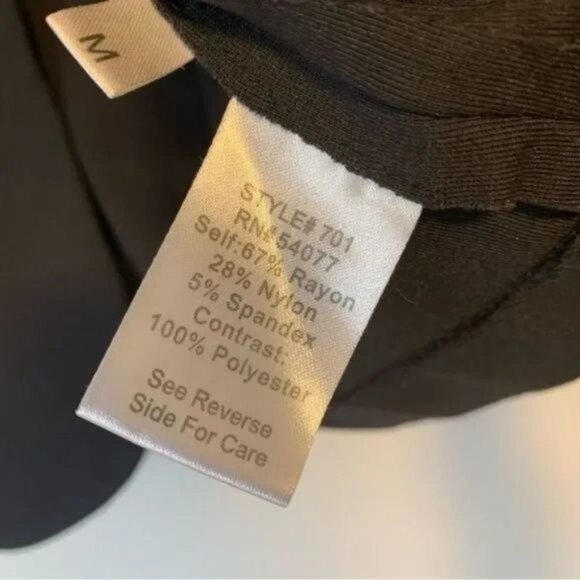 M
STYLE# 701
RN#54077
Self:67% Rayon
28% Nylon
5% Spandex
Contrast:
100% Polyester
See Reverse
Side For Care